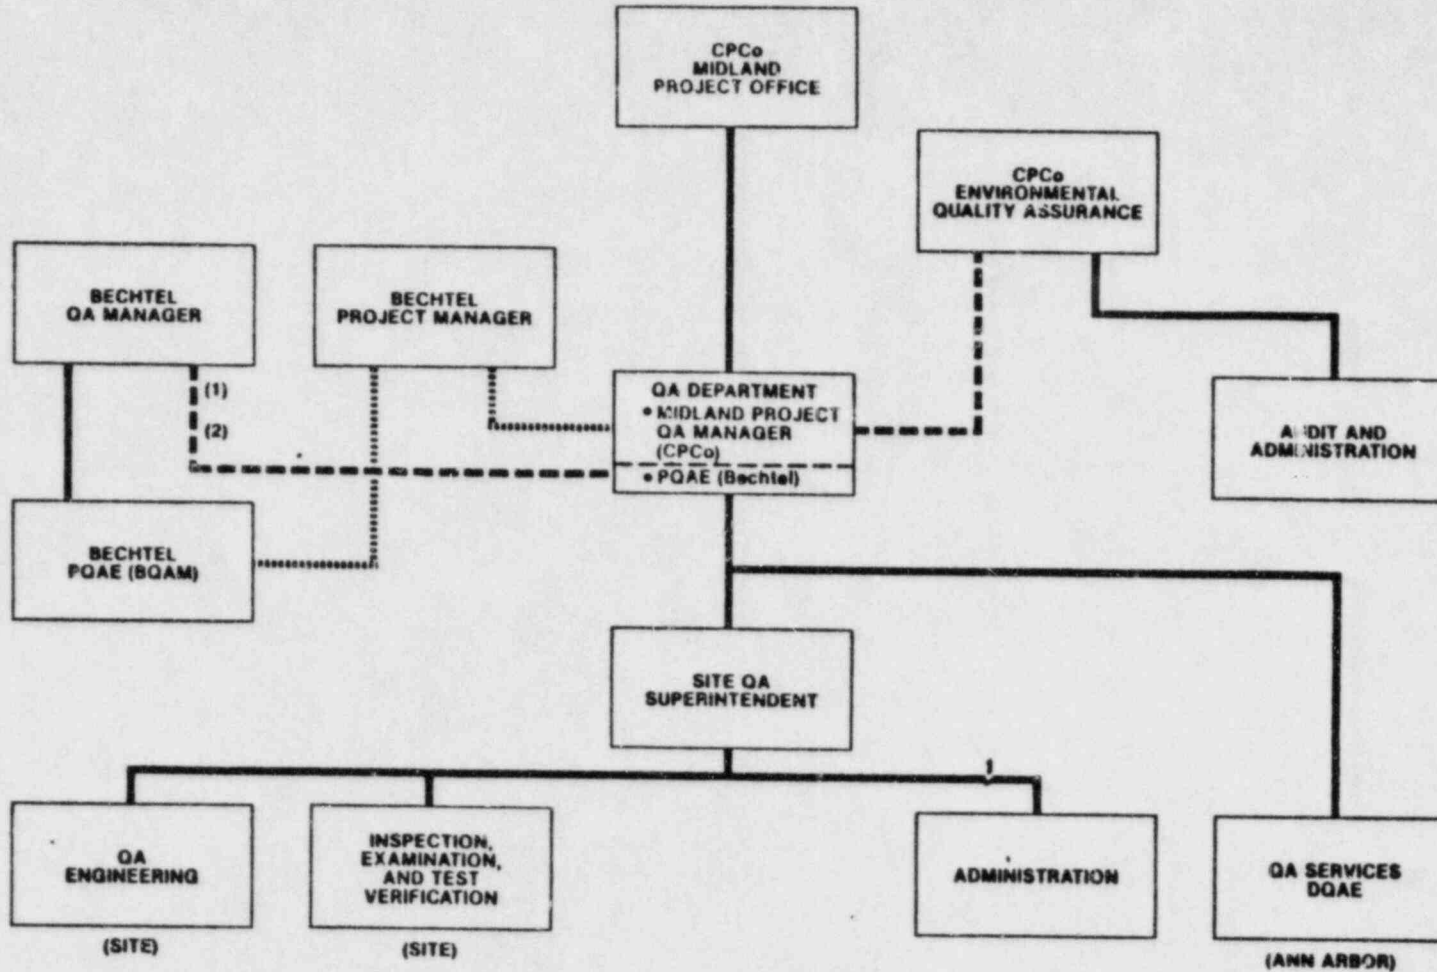 CPCo
MIDLAND
PROJECT OFFICE
CPCo
ENVIRONMENTAL
QUALITY ASSURANCE
BECHTEL
QA MANAGER
BECHTEL
PROJECT MANAGER
(1)
(2)
QA DEPARTMENT
• MIDLAND PROJECT
QA MANAGER
(CPCo)
• PQAE (Bechtel)
AUDIT AND
ADMINISTRATION
BECHTEL
PQAE (BQAM)
SITE QA
SUPERINTENDENT
QA
ENGINEERING
(SITE)
INSPECTION,
EXAMINATION,
AND TEST
VERIFICATION
(SITE)
ADMINISTRATION
QA SERVICES
DQAE
(ANN ARBOR)